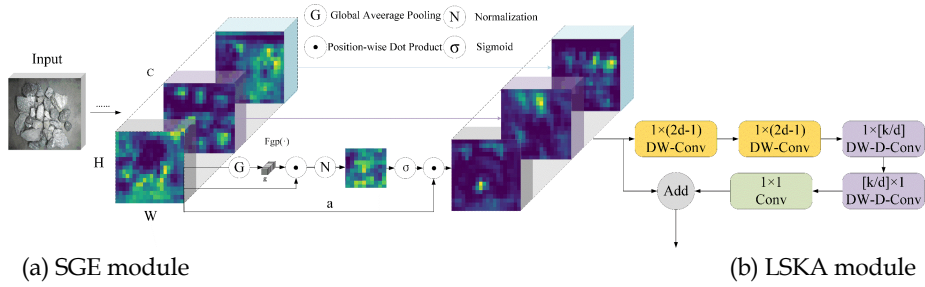 G Global Aveerage Pooling N Normalization
• Position-wise Dot Product σ Sigmoid
Input
C
......
H
W
Fgp(·)
G
g
N
σ
a
1×(2d-1)
DW-Conv
1×(2d-1)
DW-Conv
1×[k/d]
DW-D-Conv
Add
1×1
Conv
[k/d]×1
DW-D-Conv
(a) SGE module
(b) LSKA module